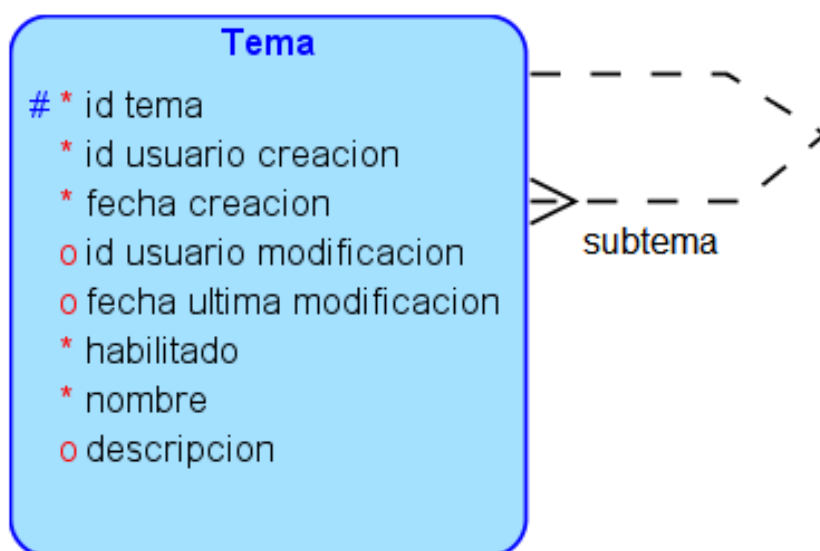 Tema
# * id tema
* id usuario creacion
* fecha creacion
o id usuario modificacion
o fecha ultima modificacion
* habilitado
* nombre
o descripcion
subtema